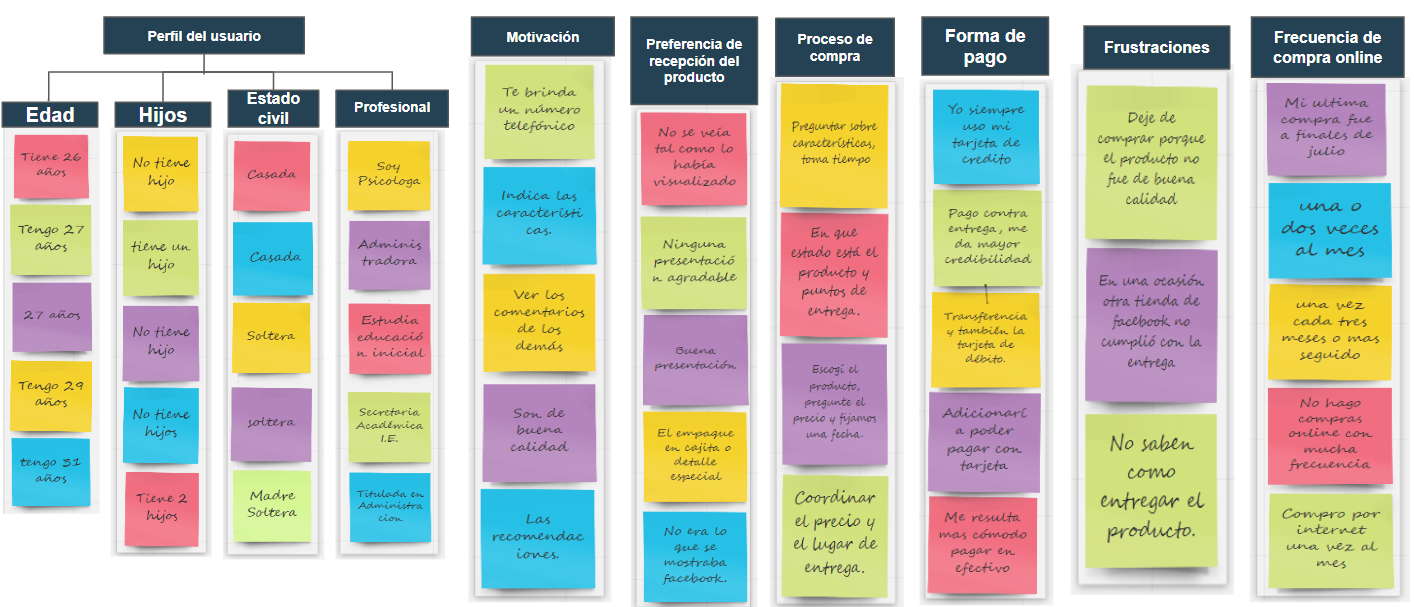 Perfil del usuario
Edad
Tiene 26
años
Tengo 27
años
27 años
Tengo 29
años
tengo 31
años
Hijos
No tiene
hijo
tiene un
hijo
No tiene
hijo
No tiene
hijos
Tiene 2
hijos
Estado
civil
Casada
Casada
Soltera
soltera
Madre
Soltera
Profesional
Soy
Psicologa
Adminis
tradora
Estudia
educació
n inicial
Secretaria
Académica
I.E.
Titulada en
Administra
cion
Motivación
Te brinda
un número
telefónico
Indica las
característi
cas.
Ver los
comentarios
de los
demás
Son de
buena
calidad
Las
recomendac
iones.
Preferencia de
recepción del
producto
No se veía
tal como lo
había
visualizado
Ninguna
presentació
n agradable
Buena
presentación
El empaque
en cajita o
detalle
especial
No era lo
que se
mostraba
facebook.
Proceso de
compra
Preguntar sobre
características,
toma tiempo
En que
estado está el
producto y
puntos de
entrega.
Escogí el
producto,
pregunte el
precio y fijamos
una fecha.
Coordinar
el precio y
el lugar de
entrega.
Forma de
pago
Yo siempre
uso mi
tarjeta de
credito
Pago contra
entrega, me
da mayor
credibilidad
Transferencia
y también la
tarjeta de
débito.
Adicionarí
a poder
pagar con
tarjeta
Me resulta
mas cómodo
pagar en
efectivo
Frustraciones
Deje de
comprar porque
el producto no
fue de buena
calidad
En una ocasión
otra tienda de
facebook no
cumplió con la
entrega
No saben
como
entregar el
producto.
Frecuencia de
compra online
Mi ultima
compra fue
a finales de
julio
una o
dos veces
al mes
una vez
cada tres
meses o mas
seguido
No hago
compras
online con
mucha
frecuencia
Compro por
internet
una vez al
mes